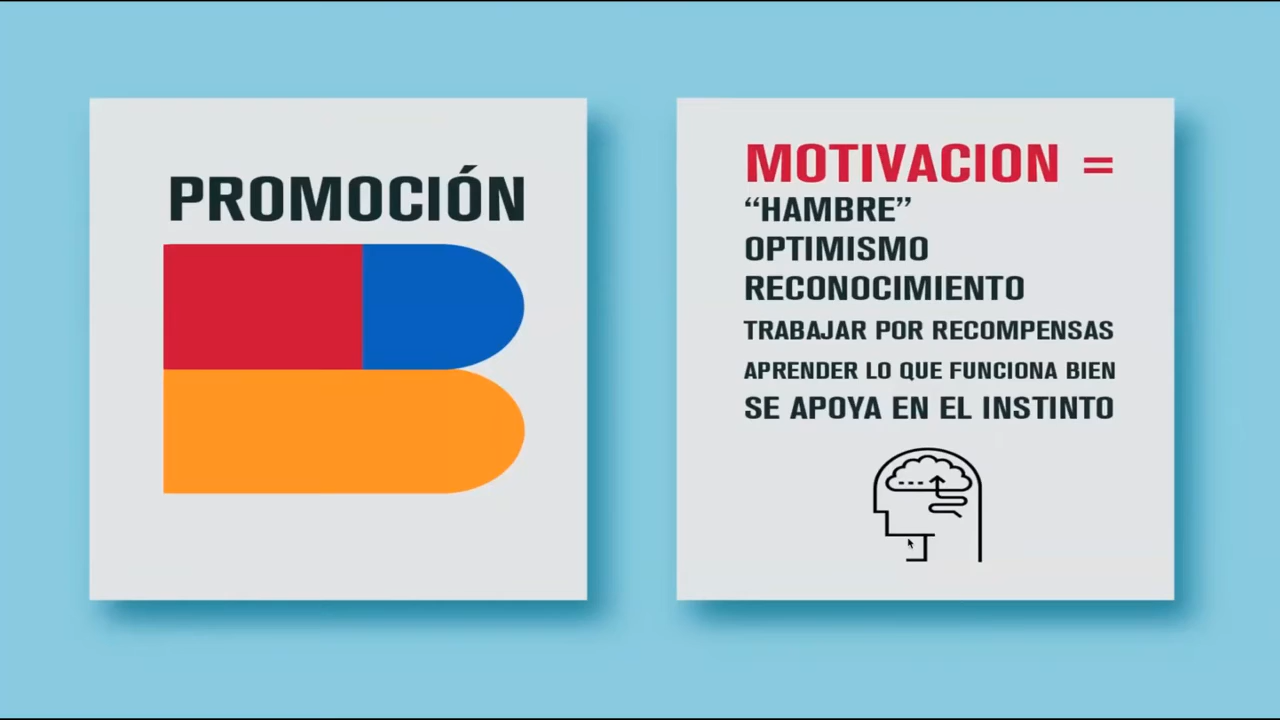 PROMOCIÓN
MOTIVACION =
“HAMBRE”
OPTIMISMO
RECONOCIMIENTO
TRABAJAR POR RECOMPENSAS
APRENDER LO QUE FUNCIONA BIEN
SE APOYA EN EL INSTINTO